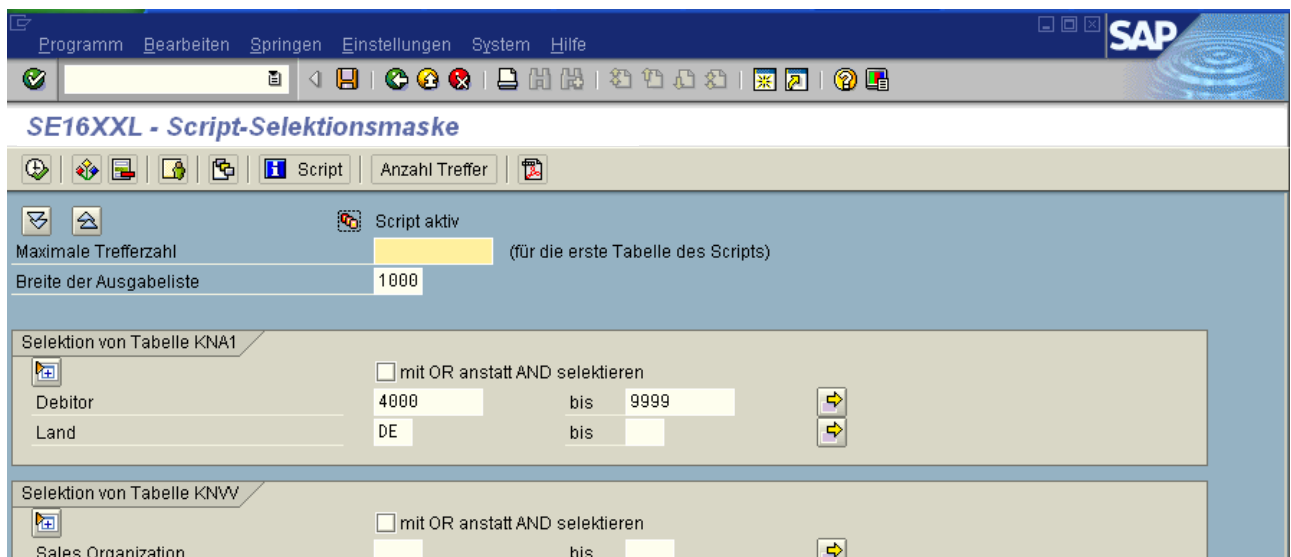 Programm Bearbeiten Springen Einstellungen System Hilfe
SAP
SE16XXL - Script-Selektionsmaske
Script Anzahl Treffer
Script aktiv
Maximale Trefferzahl (für die erste Tabelle des Scripts)
Breite der Ausgabeliste 1000
Selektion von Tabelle KNA1
mit OR anstatt AND selektieren
Debitor 4000 bis 9999
Land DE bis
Selektion von Tabelle KNVV
mit OR anstatt AND selektieren
Sales Organization bis